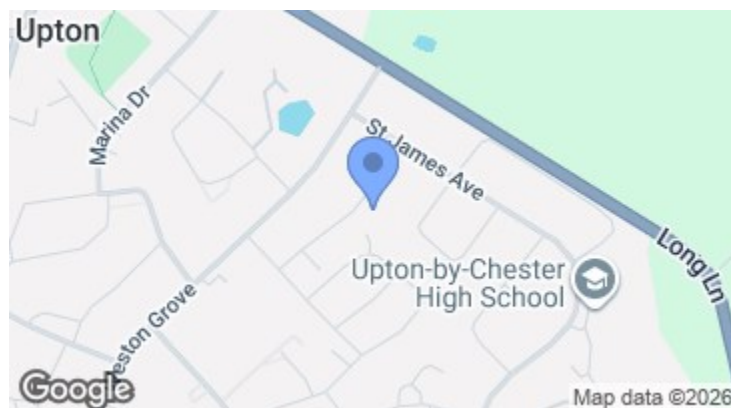 Upton
Marina Dr
St James Ave
Long Ln
Upton-by-Chester
High School
eston Grove
Google
Map data ©2026